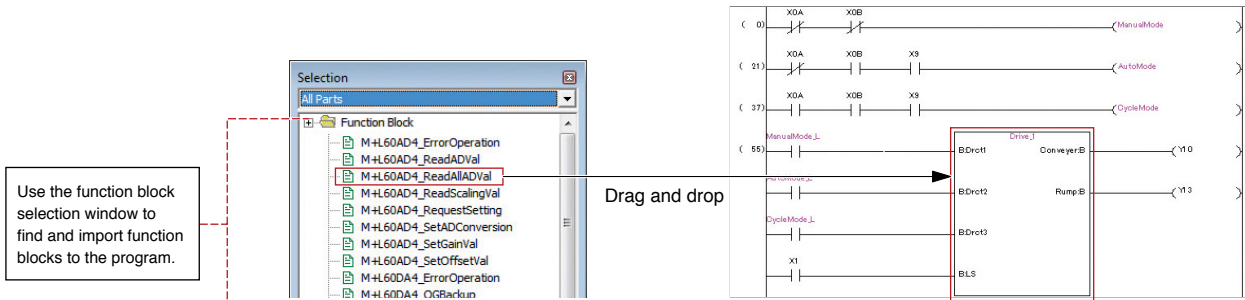 Use the function block
selection window to
find and import function
blocks to the program.
Selection
All Parts
Function Block
M+L60AD4_ErrorOperation
M+L60AD4_ReadADVal
M+L60AD4_ReadAllADVal
M+L60AD4_ReadScalingVal
M+L60AD4_RequestSetting
M+L60AD4_SetADConversion
M+L60AD4_SetGainVal
M+L60AD4_SetOffsetVal
M+L60DA4_ErrorOperation
M+L60DA4_OGBackup
Drag and drop
X0A X0B
( 0) ManualMode
X0A X0B X9
( 21) AutoMode
X0A X0B X9
( 37) CycleMode
ManualMode_L Drive_1
( 55) B:Drct1 Conveyer:B Y10
AutoMode_L
B:Drct2 Rump:B Y13
CycleMode_L
B:Drct3
X1
B:LS